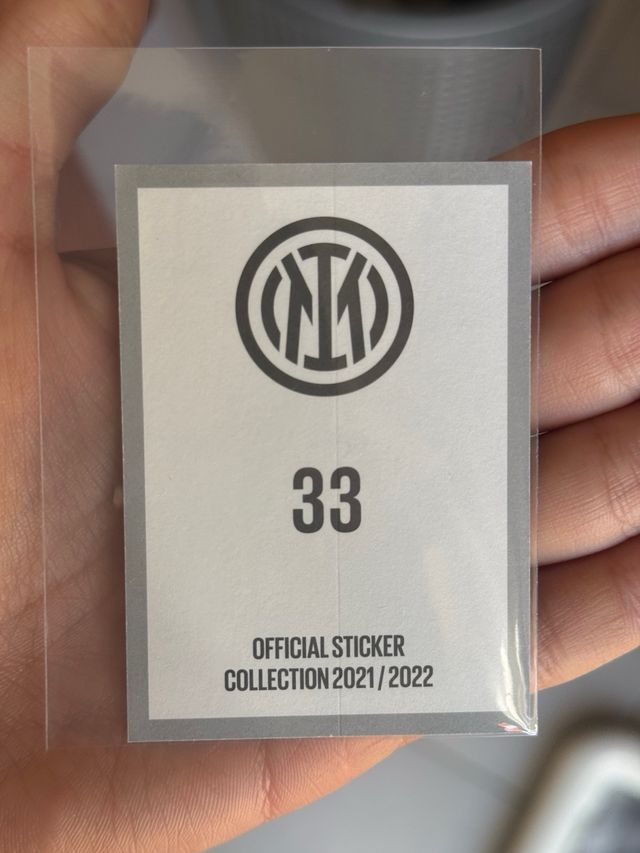 33
OFFICIAL STICKER
COLLECTION 2021 / 2022